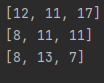 [12, 11, 17]
[8, 11, 11]
[8, 13, 7]